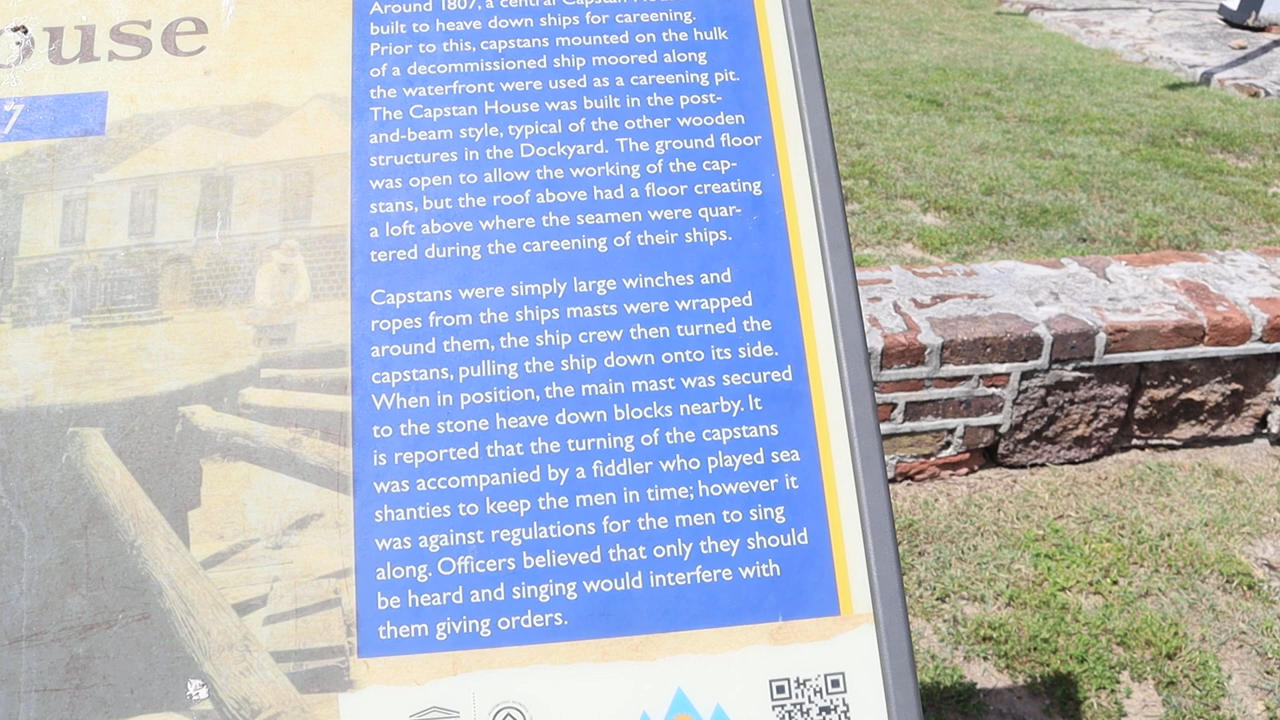 ouse
7
Around 1807, a central Capstan House
built to heave down ships for careening.
Prior to this, capstans mounted on the hulk
of a decommissioned ship moored along
the waterfront were used as a careening pit.
The Capstan House was built in the post-
and-beam style, typical of the other wooden
structures in the Dockyard. The ground floor
was open to allow the working of the cap-
stans, but the roof above had a floor creating
a loft above where the seamen were quar-
tered during the careening of their ships.
Capstans were simply large winches and
ropes from the ships masts were wrapped
around them, the ship crew then turned the
capstans, pulling the ship down onto its side.
When in position, the main mast was secured
to the stone heave down blocks nearby. It
is reported that the turning of the capstans
was accompanied by a fiddler who played sea
shanties to keep the men in time; however it
was against regulations for the men to sing
along. Officers believed that only they should
be heard and singing would interfere with
them giving orders.